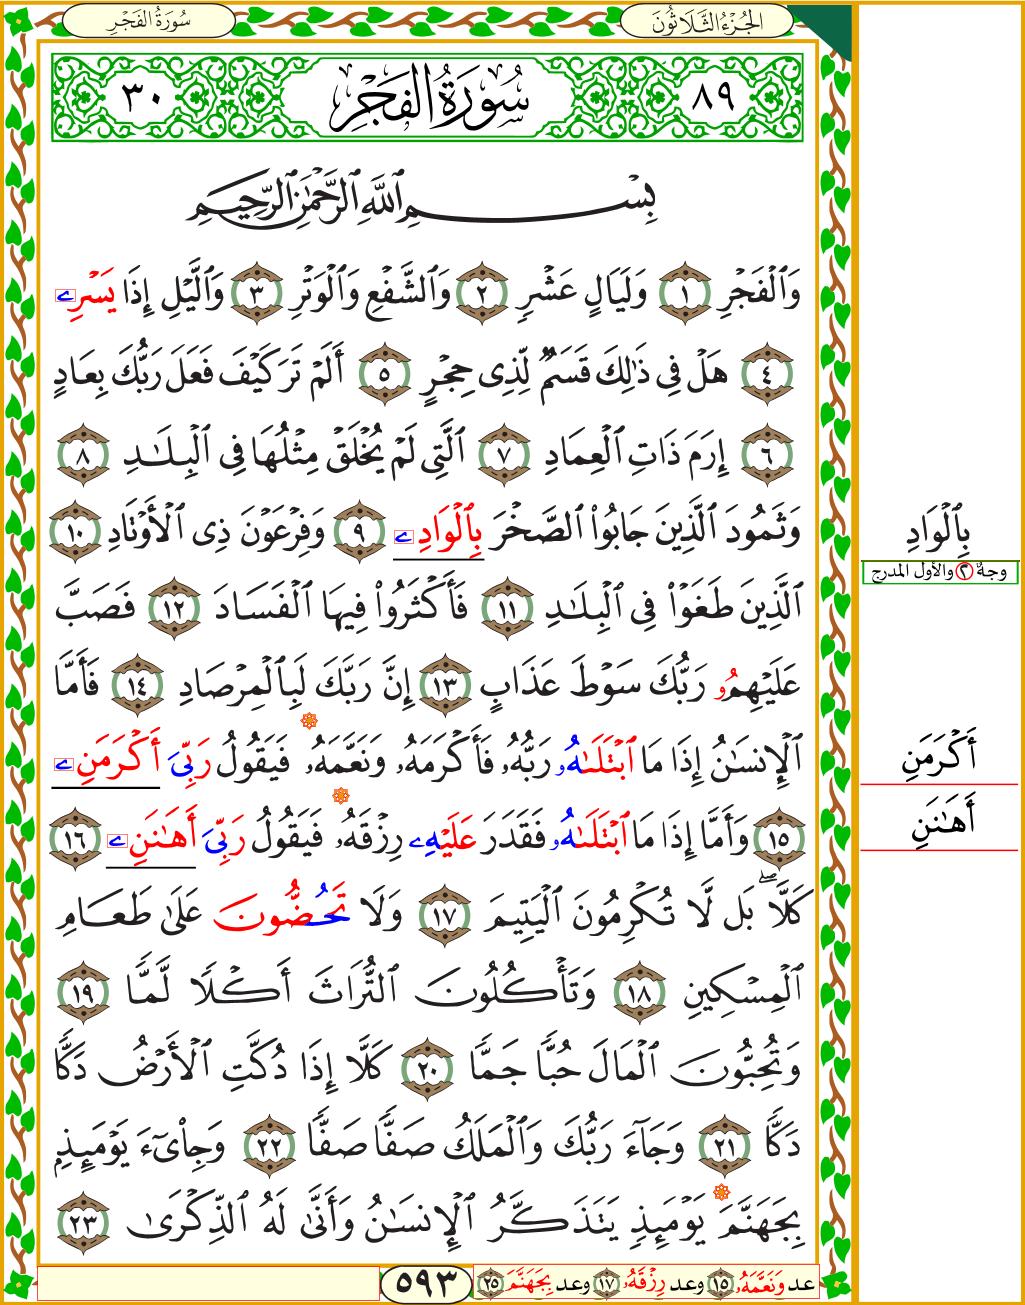 الجُزْءُ الثَّلَاثُونَ
سُورَةُ الفَجْرِ
٨٩ سُورَةُ الفَجْرِ ٣٠
بِسْمِ ٱللَّهِ ٱلرَّحْمَٰنِ ٱلرَّحِيمِ
وَٱلْفَجْرِ ١ وَلَيَالٍ عَشْرٍ ٢ وَٱلشَّفْعِ وَٱلْوَتْرِ ٣ وَٱلَّيْلِ إِذَا يَسْرِۦ
٤ هَلْ فِى ذَٰلِكَ قَسَمٌ لِّذِى حِجْرٍ ٥ أَلَمْ تَرَ كَيْفَ فَعَلَ رَبُّكَ بِعَادٍ
٦ إِرَمَ ذَاتِ ٱلْعِمَادِ ٧ ٱلَّتِى لَمْ يُخْلَقْ مِثْلُهَا فِى ٱلْبِلَٰدِ ٨
وَثَمُودَ ٱلَّذِينَ جَابُوا۟ ٱلصَّخْرَ بِٱلْوَادِۦ ٩ وَفِرْعَوْنَ ذِى ٱلْأَوْتَادِ ١٠
ٱلَّذِينَ طَغَوْا۟ فِى ٱلْبِلَٰدِ ١١ فَأَكْثَرُوا۟ فِيهَا ٱلْفَسَادَ ١٢ فَصَبَّ
عَلَيْهِمُۥ رَبُّكَ سَوْطَ عَذَابٍ ١٣ إِنَّ رَبَّكَ لَبِٱلْمِرْصَادِ ١٤ فَأَمَّا
ٱلْإِنسَٰنُ إِذَا مَا ٱبْتَلَىٰهُۥ رَبُّهُۥ فَأَكْرَمَهُۥ وَنَعَّمَهُۥ فَيَقُولُ رَبِّىَ أَكْرَمَنِۦ
١٥ وَأَمَّا إِذَا مَا ٱبْتَلَىٰهُۥ فَقَدَرَ عَلَيْهِۦ رِزْقَهُۥ فَيَقُولُ رَبِّىَ أَهَٰنَنِۦ ١٦
كَلَّاۖ بَل لَّا تُكْرِمُونَ ٱلْيَتِيمَ ١٧ وَلَا تَحُضُّونَ عَلَىٰ طَعَامِ
ٱلْمِسْكِينِ ١٨ وَتَأْكُلُونَ ٱلتُّرَاثَ أَكْلًا لَّمًّا ١٩
وَتُحِبُّونَ ٱلْمَالَ حُبًّا جَمًّا ٢٠ كَلَّا إِذَا دُكَّتِ ٱلْأَرْضُ دَكًّا
دَكًّا ٢١ وَجَآءَ رَبُّكَ وَٱلْمَلَكُ صَفًّا صَفًّا ٢٢ وَجِا۟ىٓءَ يَوْمَئِذٍۭ
بِجَهَنَّمَ يَوْمَئِذٍ يَتَذَكَّرُ ٱلْإِنسَٰنُ وَأَنَّىٰ لَهُ ٱلذِّكْرَىٰ ٢٣
بِٱلْوَادِ
وجهٌ ٢ والأول المدرج
أَكْرَمَنِ
أَهَٰنَنِ
عد وَنَعَّمَهُۥ ١٥ وعد رِزْقَهُۥ ١٧ وعد بِجَهَنَّمَ ٢٥
٥٩٣